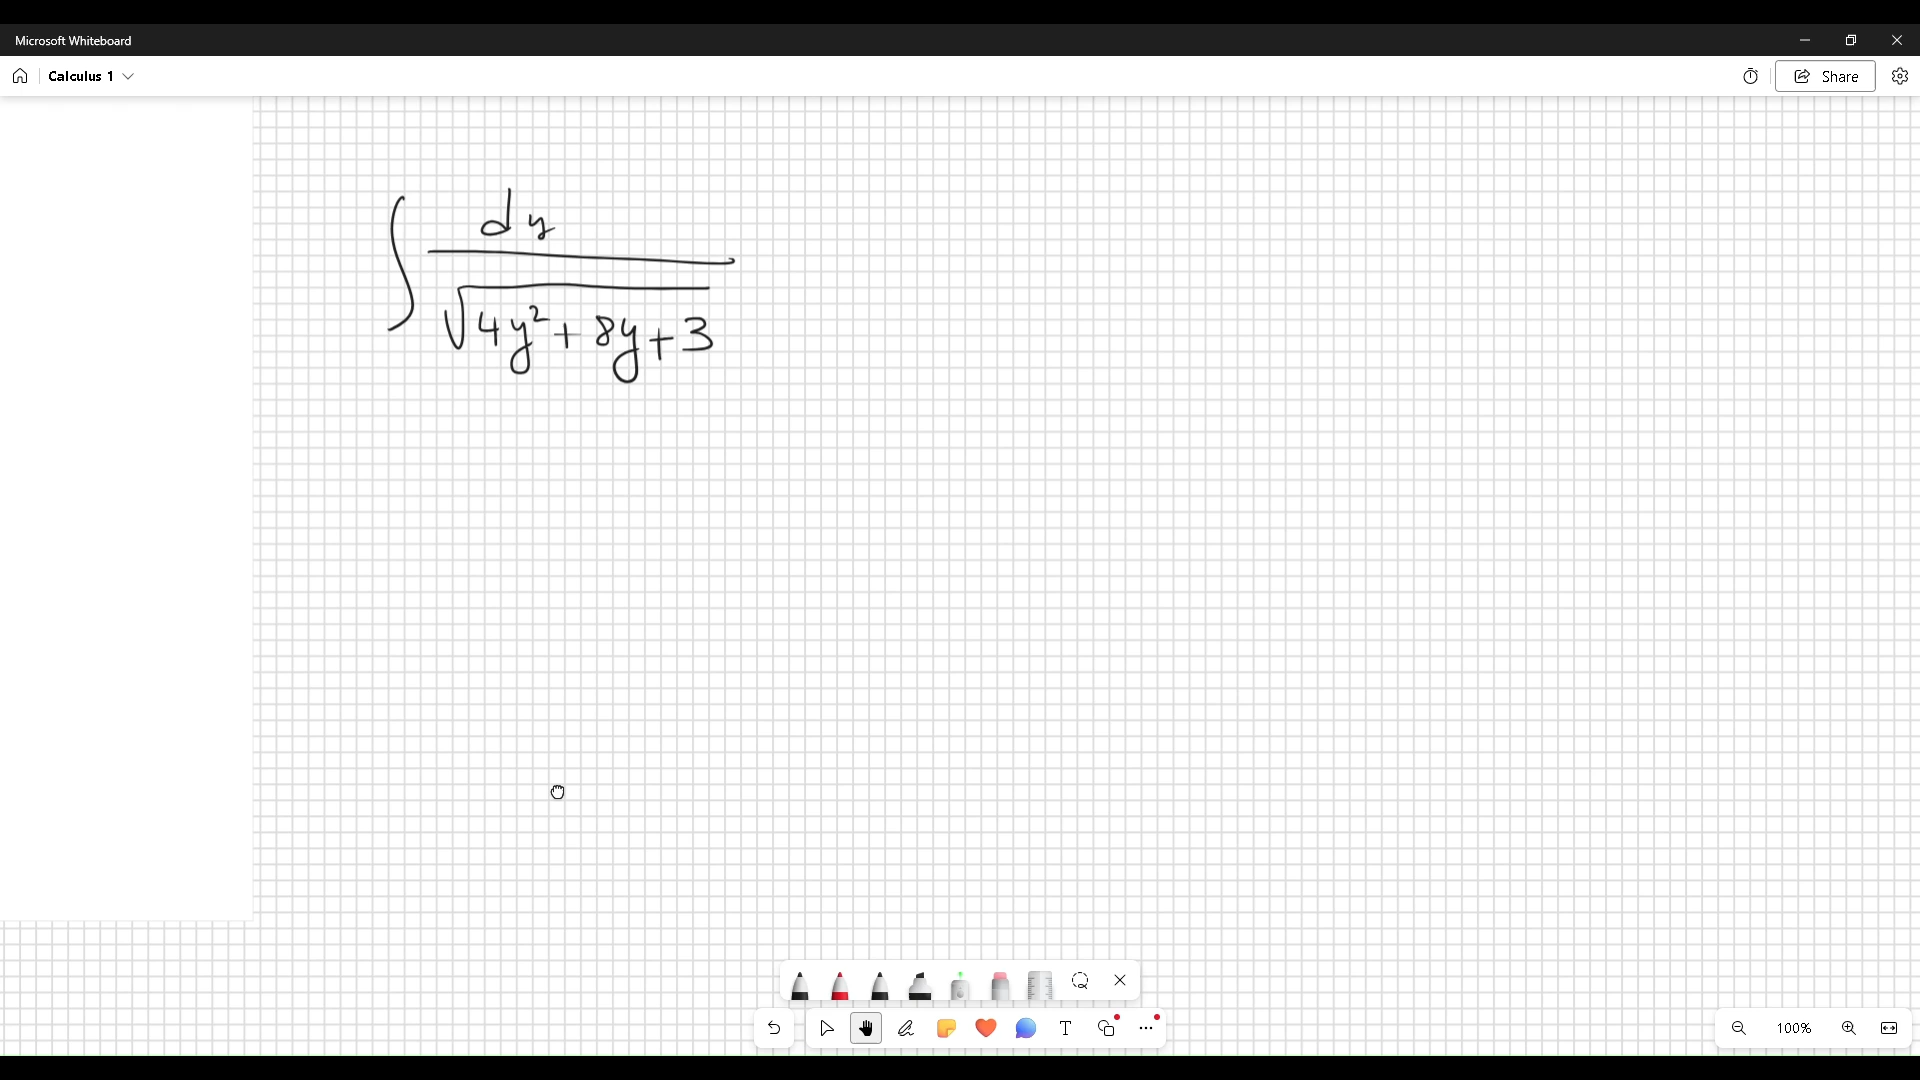 Microsoft Whiteboard
Calculus 1
Share
∫ dy / √(4y² + 8y + 3)
T
100%